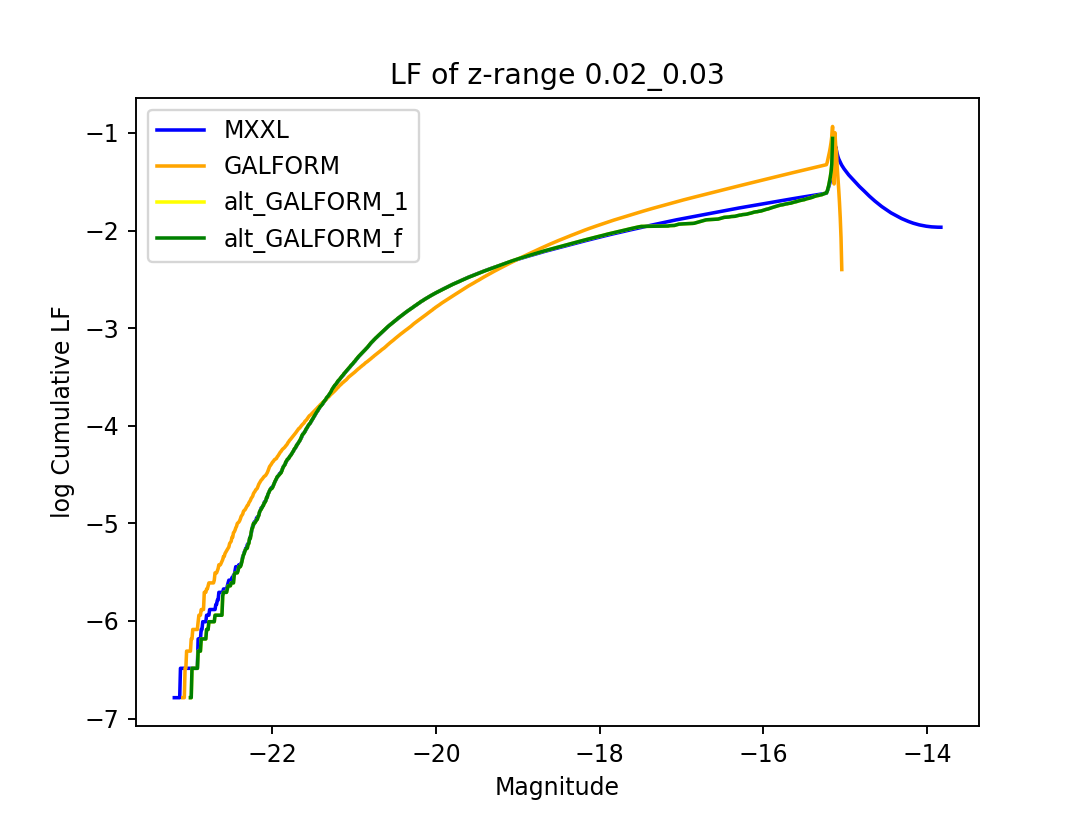 LF of z-range 0.02_0.03
MXXL
GALFORM
alt_GALFORM_1
alt_GALFORM_f
−1
−2
−3
−4
−5
−6
−7
log Cumulative LF
−22 −20 −18 −16 −14
Magnitude